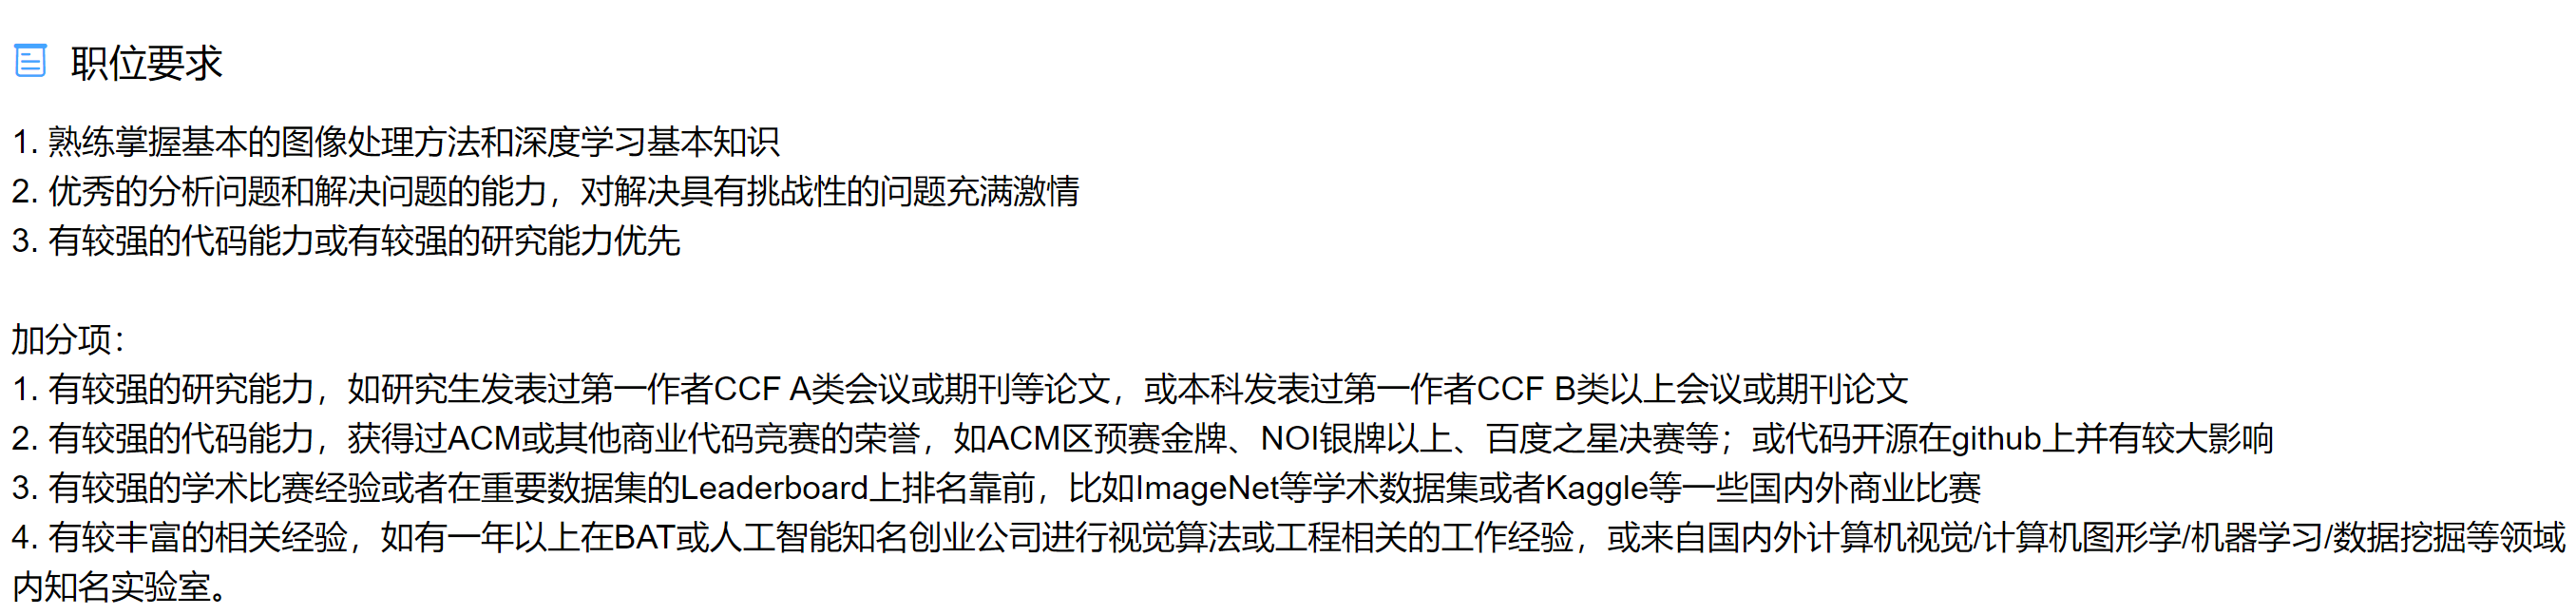 职位要求
1. 熟练掌握基本的图像处理方法和深度学习基本知识
2. 优秀的分析问题和解决问题的能力，对解决具有挑战性的问题充满激情
3. 有较强的代码能力或有较强的研究能力优先
加分项：
1. 有较强的研究能力，如研究生发表过第一作者CCF A类会议或期刊等论文，或本科发表过第一作者CCF B类以上会议或期刊论文
2. 有较强的代码能力，获得过ACM或其他商业代码竞赛的荣誉，如ACM区预赛金牌、NOI银牌以上、百度之星决赛等；或代码开源在github上并有较大影响
3. 有较强的学术比赛经验或者在重要数据集的Leaderboard上排名靠前，比如ImageNet等学术数据集或者Kaggle等一些国内外商业比赛
4. 有较丰富的相关经验，如有一年以上在BAT或人工智能知名创业公司进行视觉算法或工程相关的工作经验，或来自国内外计算机视觉/计算机图形学/机器学习/数据挖掘等领域
内知名实验室。